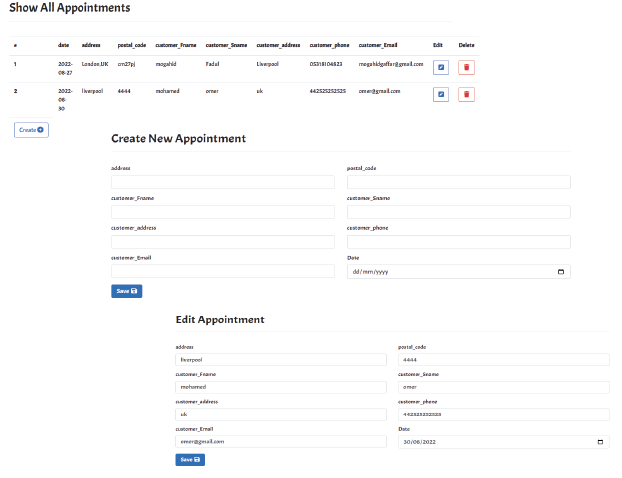 Show All Appointments
# date address postal_code customer_Fname customer_Sname customer_address customer_phone customer_Email Edit Delete
1 2022-08-27 London,UK cm27pj mogahid Fadul Liverpool 05318104823 mogahidgaffar@gmail.com
2 2022-08-30 liverpool 4444 mohamed omer uk 442525252525 omer@gmail.com
Create
Create New Appointment
address postal_code
customer_Fname customer_Sname
customer_address customer_phone
customer_Email Date
dd/mm/yyyy
Save
Edit Appointment
address postal_code
liverpool 4444
customer_Fname customer_Sname
mohamed omer
customer_address customer_phone
uk 442525252525
customer_Email Date
omer@gmail.com 30/08/2022
Save